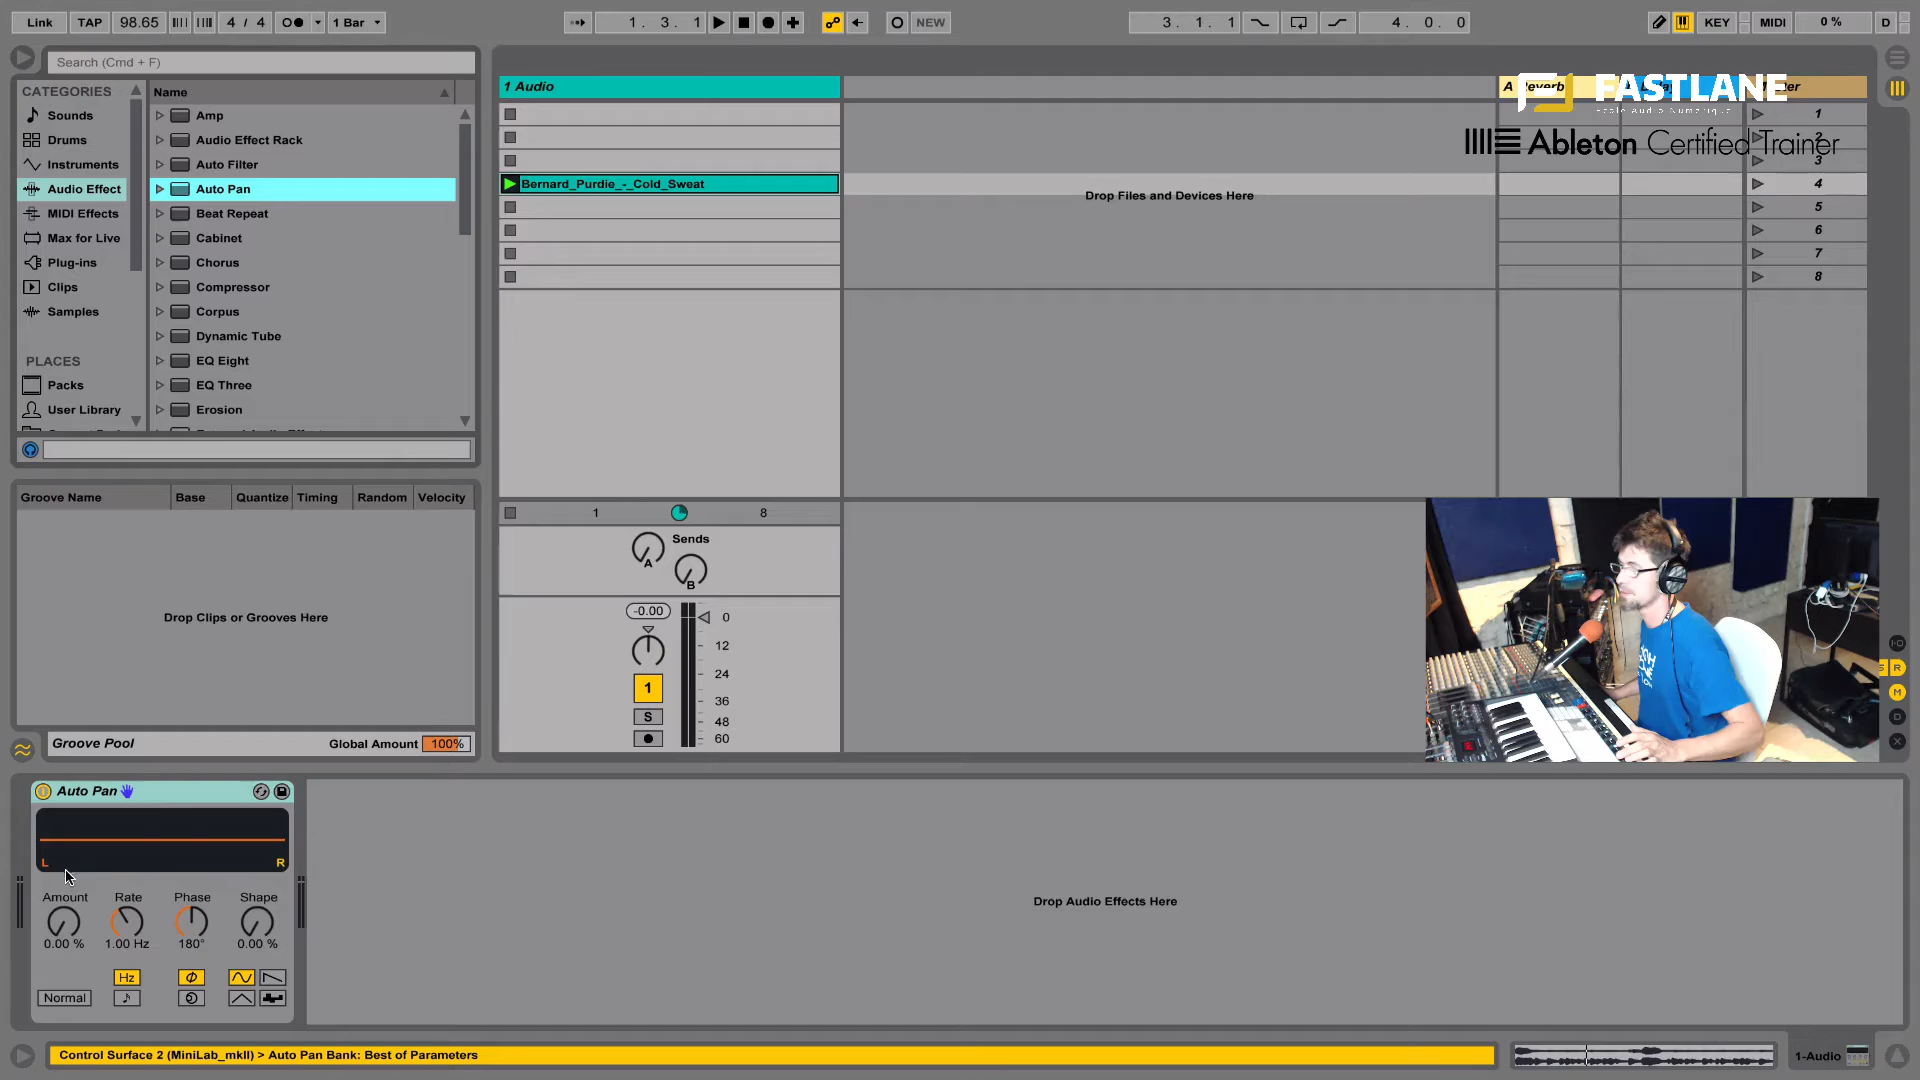 Link TAP 98.65 4 / 4 1 Bar 1. 3. 1 NEW 3. 1. 1 4. 0. 0 KEY MIDI 0 % D
Search (Cmd + F)
CATEGORIES
Sounds
Drums
Instruments
Audio Effect
MIDI Effects
Max for Live
Plug-ins
Clips
Samples
PLACES
Packs
User Library
Name
Amp
Audio Effect Rack
Auto Filter
Auto Pan
Beat Repeat
Cabinet
Chorus
Compressor
Corpus
Dynamic Tube
EQ Eight
EQ Three
Erosion
1 Audio
Bernard_Purdie_-_Cold_Sweat
Drop Files and Devices Here
FASTLANE
Ableton Certified Trainer
1
2
3
4
5
6
7
8
Groove Name Base Quantize Timing Random Velocity
Drop Clips or Grooves Here
Groove Pool Global Amount 100%
1 8
Sends
A
B
-0.00
0
12
24
36
48
60
1
S
R
M
D
Auto Pan
L R
Amount Rate Phase Shape
0.00 % 1.00 Hz 180° 0.00 %
Hz
Normal
Drop Audio Effects Here
Control Surface 2 (MiniLab_mkII) > Auto Pan Bank: Best of Parameters
1-Audio